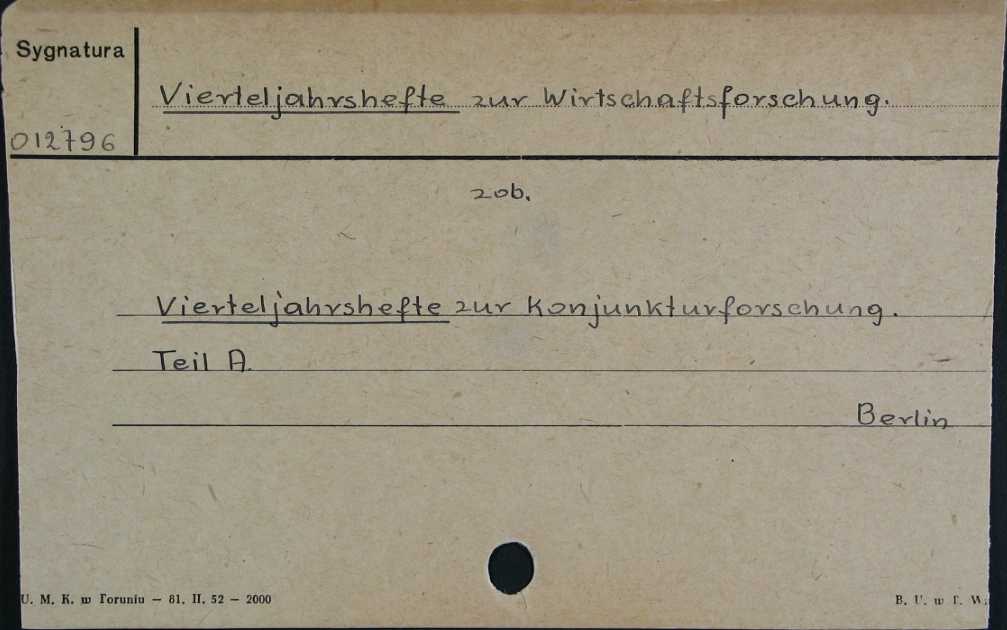 Sygnatura
Vierteljahrshefte zur Wirtschaftsforschung.
012796
zob.
Vierteljahrshefte zur Konjunkturforschung.
Teil A.
Berlin
U. M. K. w Toruniu — 81. II. 52 — 2000
B. U. w T.